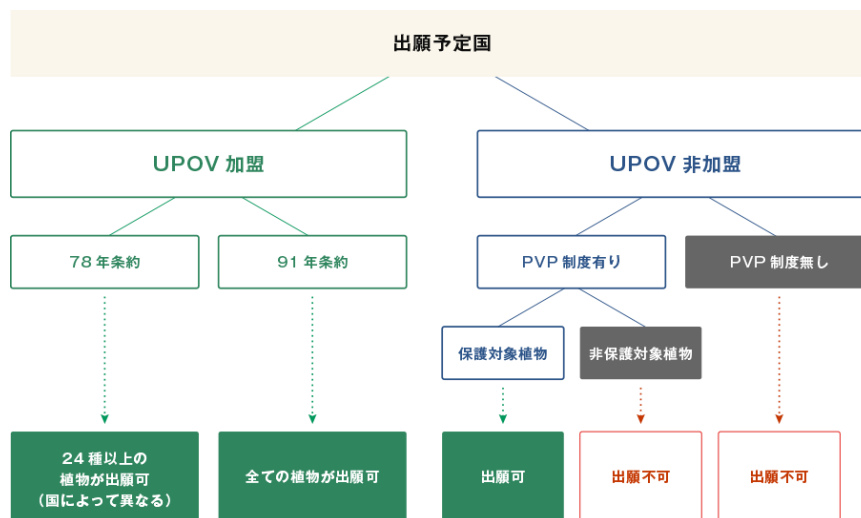 出願予定国
UPOV 加盟
UPOV 非加盟
78 年条約
91 年条約
PVP 制度有り
PVP 制度無し
保護対象植物
非保護対象植物
24 種以上の
植物が出願可
（国によって異なる）
全ての植物が出願可
出願可
出願不可
出願不可